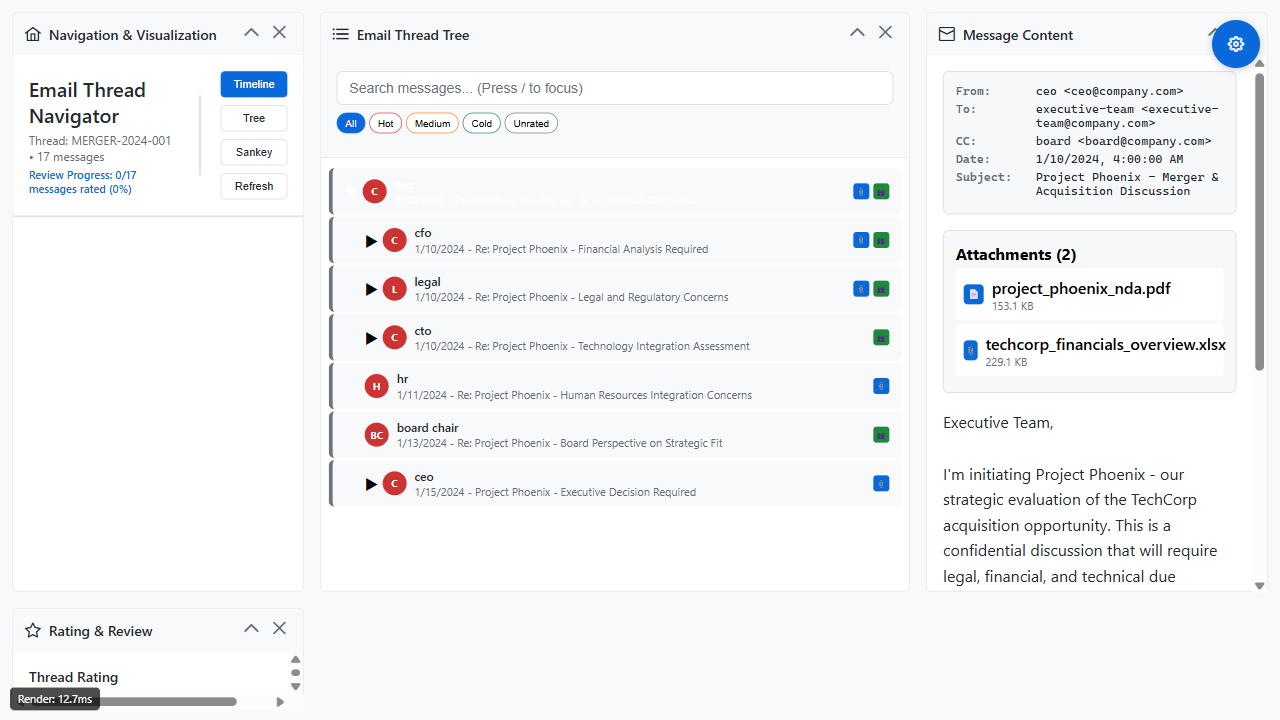 Navigation & Visualization
Email Thread
Navigator
Thread: MERGER-2024-001
• 17 messages
Review Progress: 0/17
messages rated (0%)
Timeline
Tree
Sankey
Refresh
Email Thread Tree
Search messages... (Press / to focus)
All
Hot
Medium
Cold
Unrated
C
C
cfo
1/10/2024 - Re: Project Phoenix - Financial Analysis Required
L
legal
1/10/2024 - Re: Project Phoenix - Legal and Regulatory Concerns
C
cto
1/10/2024 - Re: Project Phoenix - Technology Integration Assessment
H
hr
1/11/2024 - Re: Project Phoenix - Human Resources Integration Concerns
BC
board chair
1/13/2024 - Re: Project Phoenix - Board Perspective on Strategic Fit
C
ceo
1/15/2024 - Project Phoenix - Executive Decision Required
Message Content
From: ceo <ceo@company.com>
To: executive-team <executive-
team@company.com>
CC: board <board@company.com>
Date: 1/10/2024, 4:00:00 AM
Subject: Project Phoenix - Merger &
Acquisition Discussion
Attachments (2)
project_phoenix_nda.pdf
153.1 KB
techcorp_financials_overview.xlsx
229.1 KB
Executive Team,
I'm initiating Project Phoenix - our
strategic evaluation of the TechCorp
acquisition opportunity. This is a
confidential discussion that will require
legal, financial, and technical due
Rating & Review
Thread Rating
Render: 12.7ms